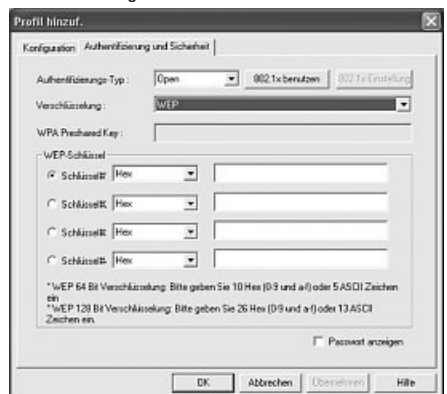 Profil hinzuf.
Konfiguration Authentifizierung und Sicherheit
Authentifizierungs-Typ : Open 802.1x benutzen 802.1x Einstellung
Verschlüsselung : WEP
WPA Preshared Key :
WEP-Schlüssel
Schlüssel# Hex
Schlüssel# Hex
Schlüssel# Hex
Schlüssel# Hex
*WEP 64 Bit Verschlüsselung: Bitte geben Sie 10 Hex (0-9 und a-f) oder 5 ASCII Zeichen
ein
*WEP 128 Bit Verschlüsselung: Bitte geben Sie 26 Hex (0-9 und a-f) oder 13 ASCII
Zeichen ein.
Passwort anzeigen
OK Abbrechen Übernehmen Hilfe